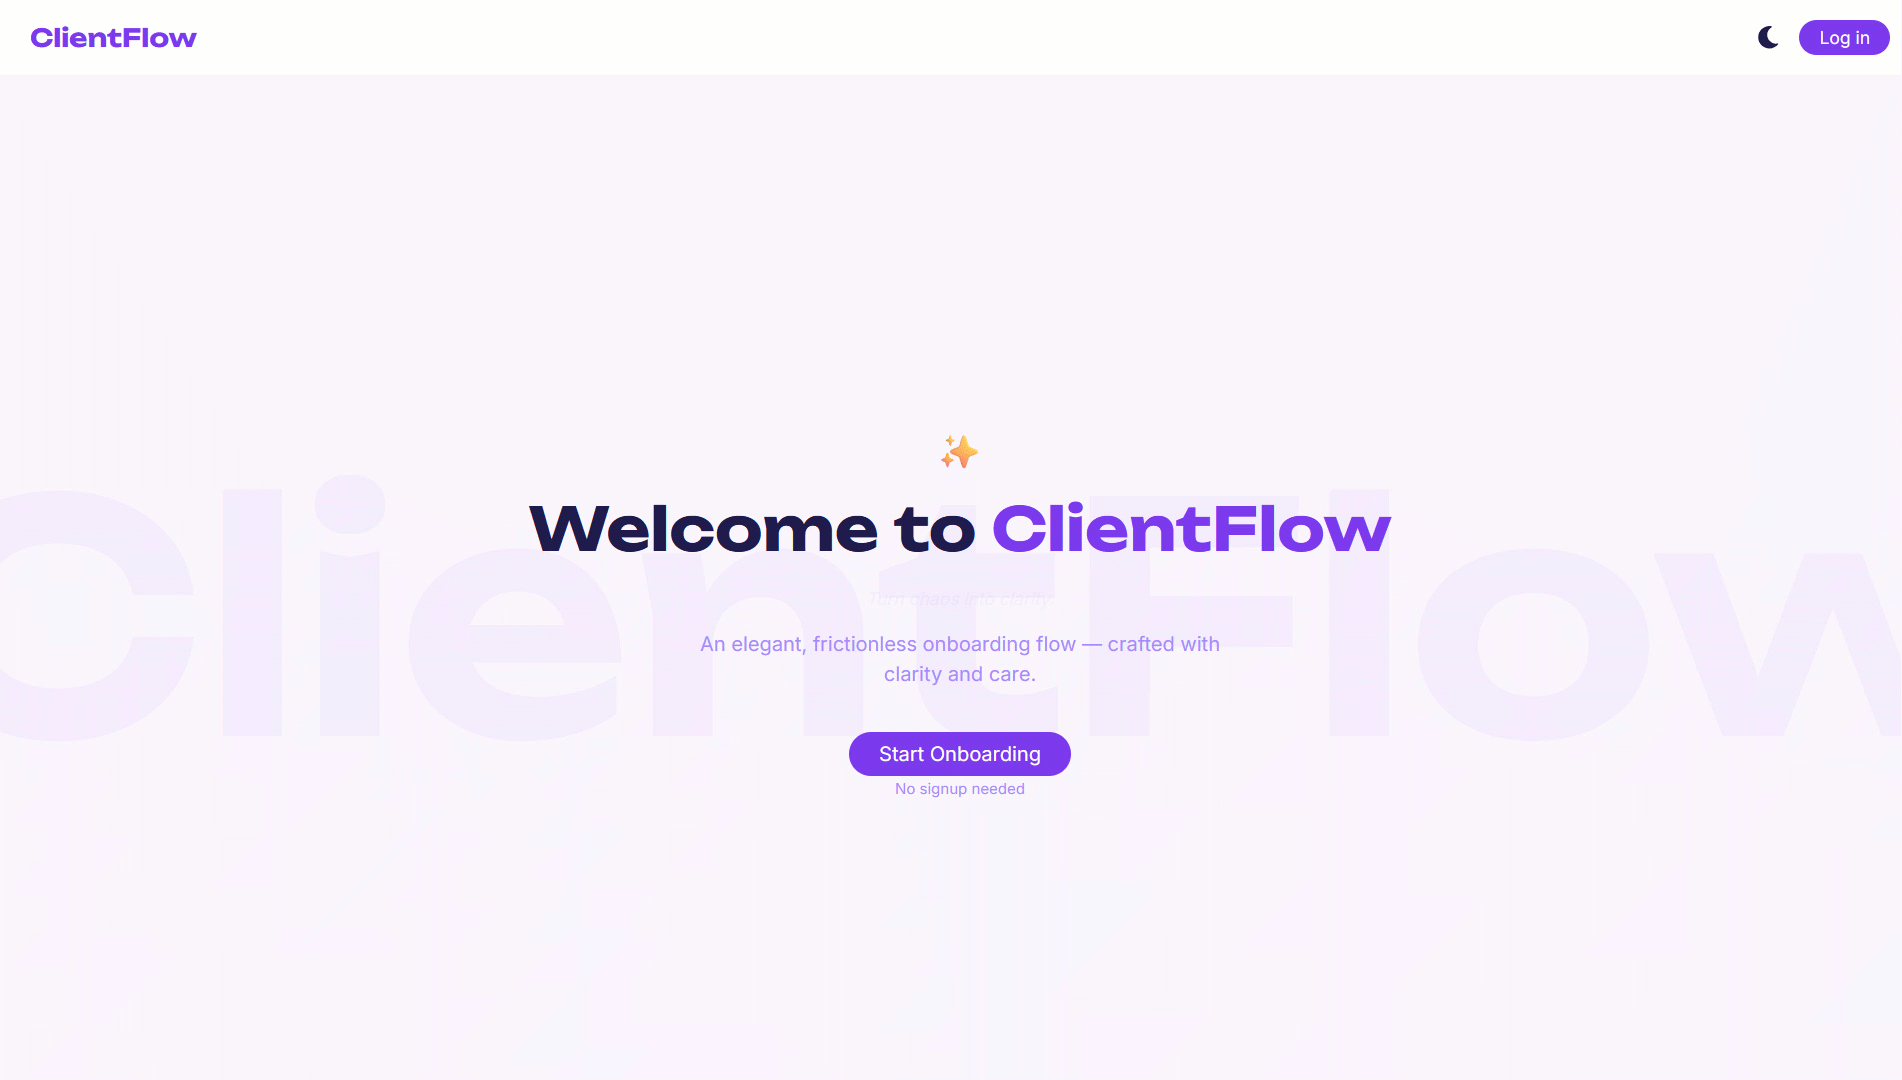 ClientFlow
Log in
ClientFlow
Welcome to ClientFlow
Turn chaos into clarity.
An elegant, frictionless onboarding flow — crafted with
clarity and care.
Start Onboarding
No signup needed